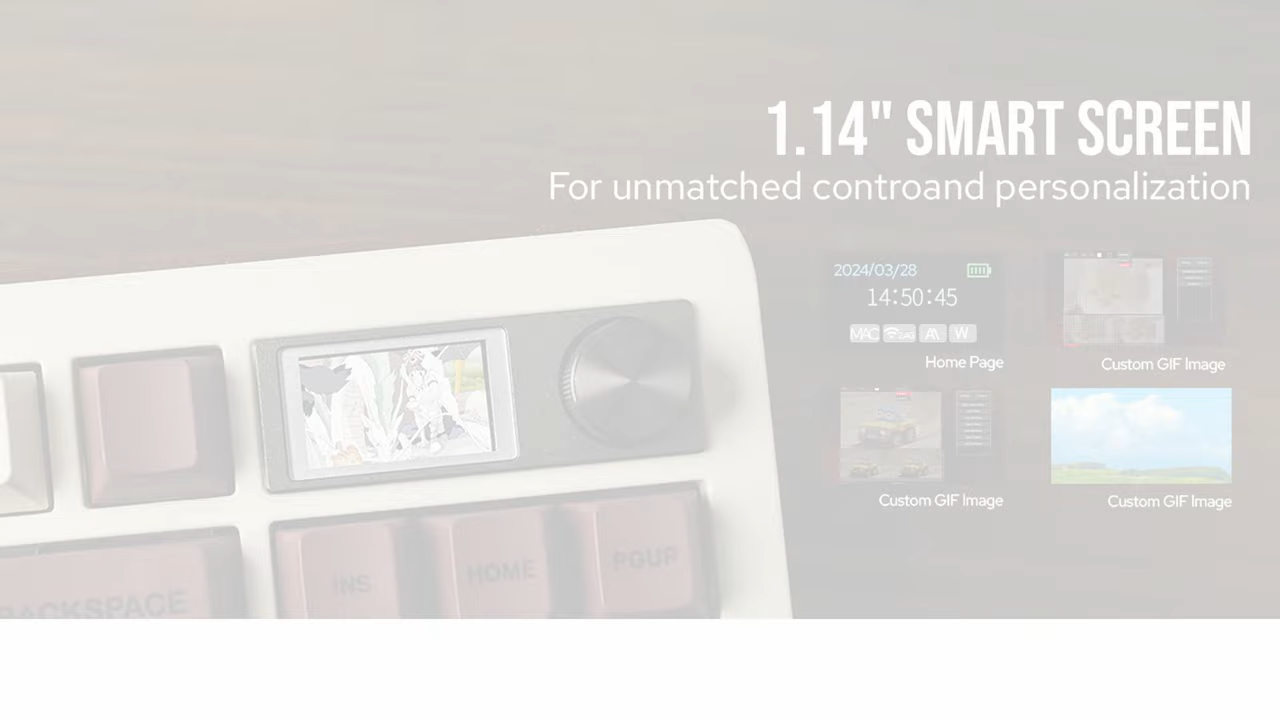 1.14" SMART SCREEN
For unmatched controand personalization
2024/03/28
14:50:45
MAC
W
Home Page
Custom GIF Image
Custom GIF Image
Custom GIF Image
INS
HOME
PGUP
BACKSPACE